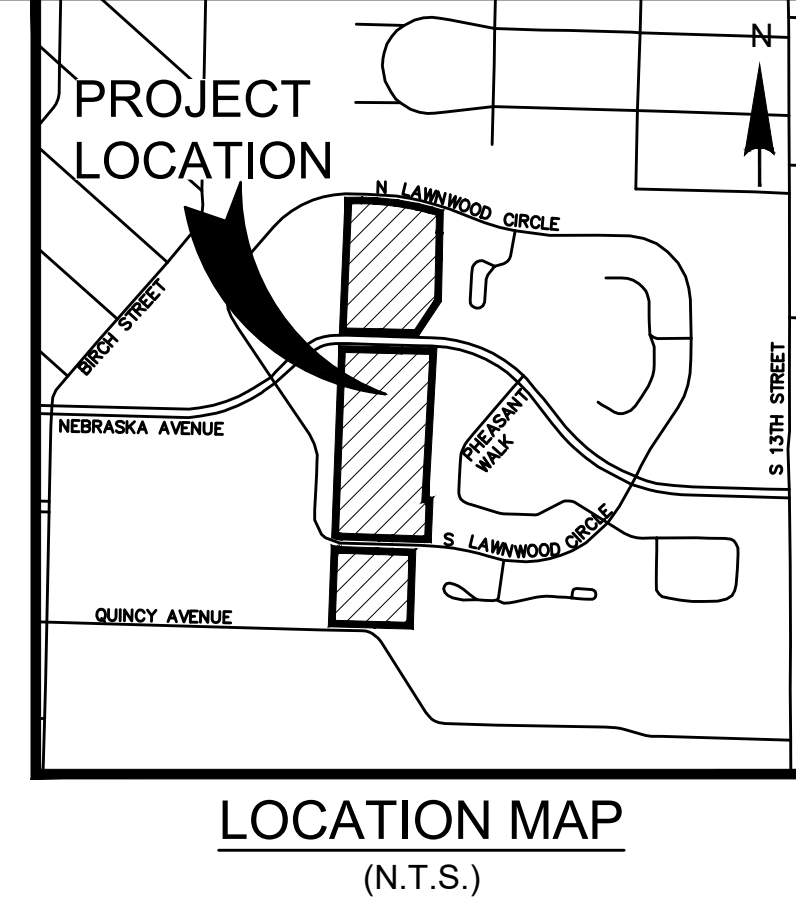 N
PROJECT
LOCATION
N LAWNWOOD CIRCLE
BIRCH STREET
S 13TH STREET
NEBRASKA AVENUE
PHEASANT
WALK
S LAWNWOOD CIRCLE
QUINCY AVENUE
LOCATION MAP
(N.T.S.)